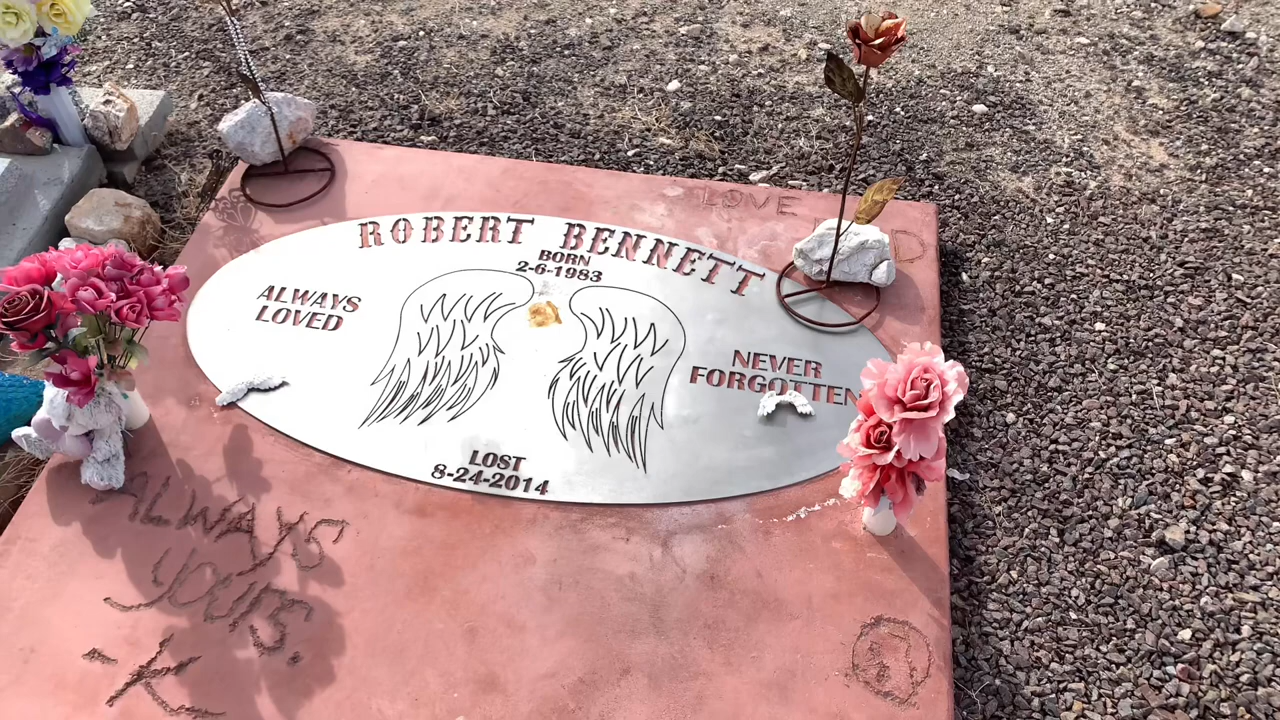 LOVE
D
ROBERT BENNETT
BORN
2-6-1983
ALWAYS
LOVED
NEVER
FORGOTTEN
LOST
8-24-2014
ALWAYS
YOURS.
-K